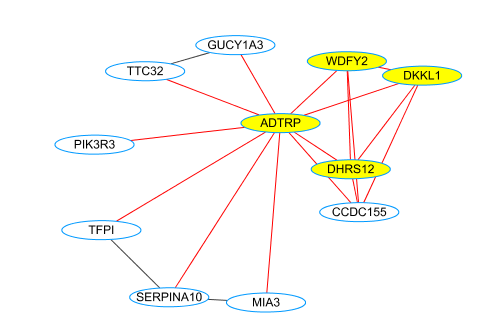 GUCY1A3
WDFY2
TTC32
DKKL1
ADTRP
PIK3R3
DHRS12
CCDC155
TFPI
SERPINA10
MIA3